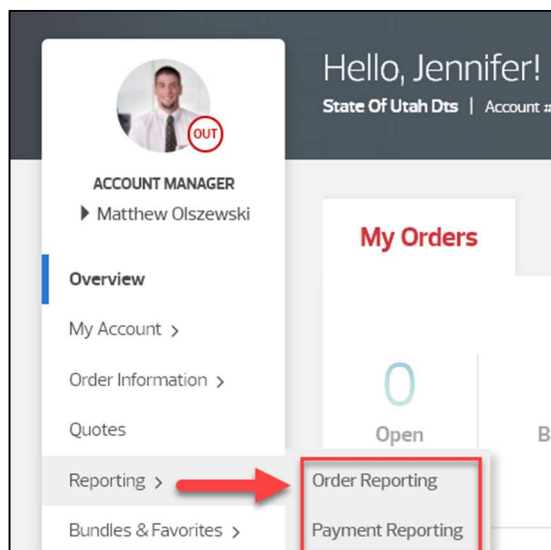 Hello, Jennifer!
State Of Utah Dts | Account #
OUT
ACCOUNT MANAGER
Matthew Olszewski
My Orders
Overview
My Account >
Order Information >
0
Quotes
Open
B
Reporting >
Order Reporting
Bundles & Favorites >
Payment Reporting